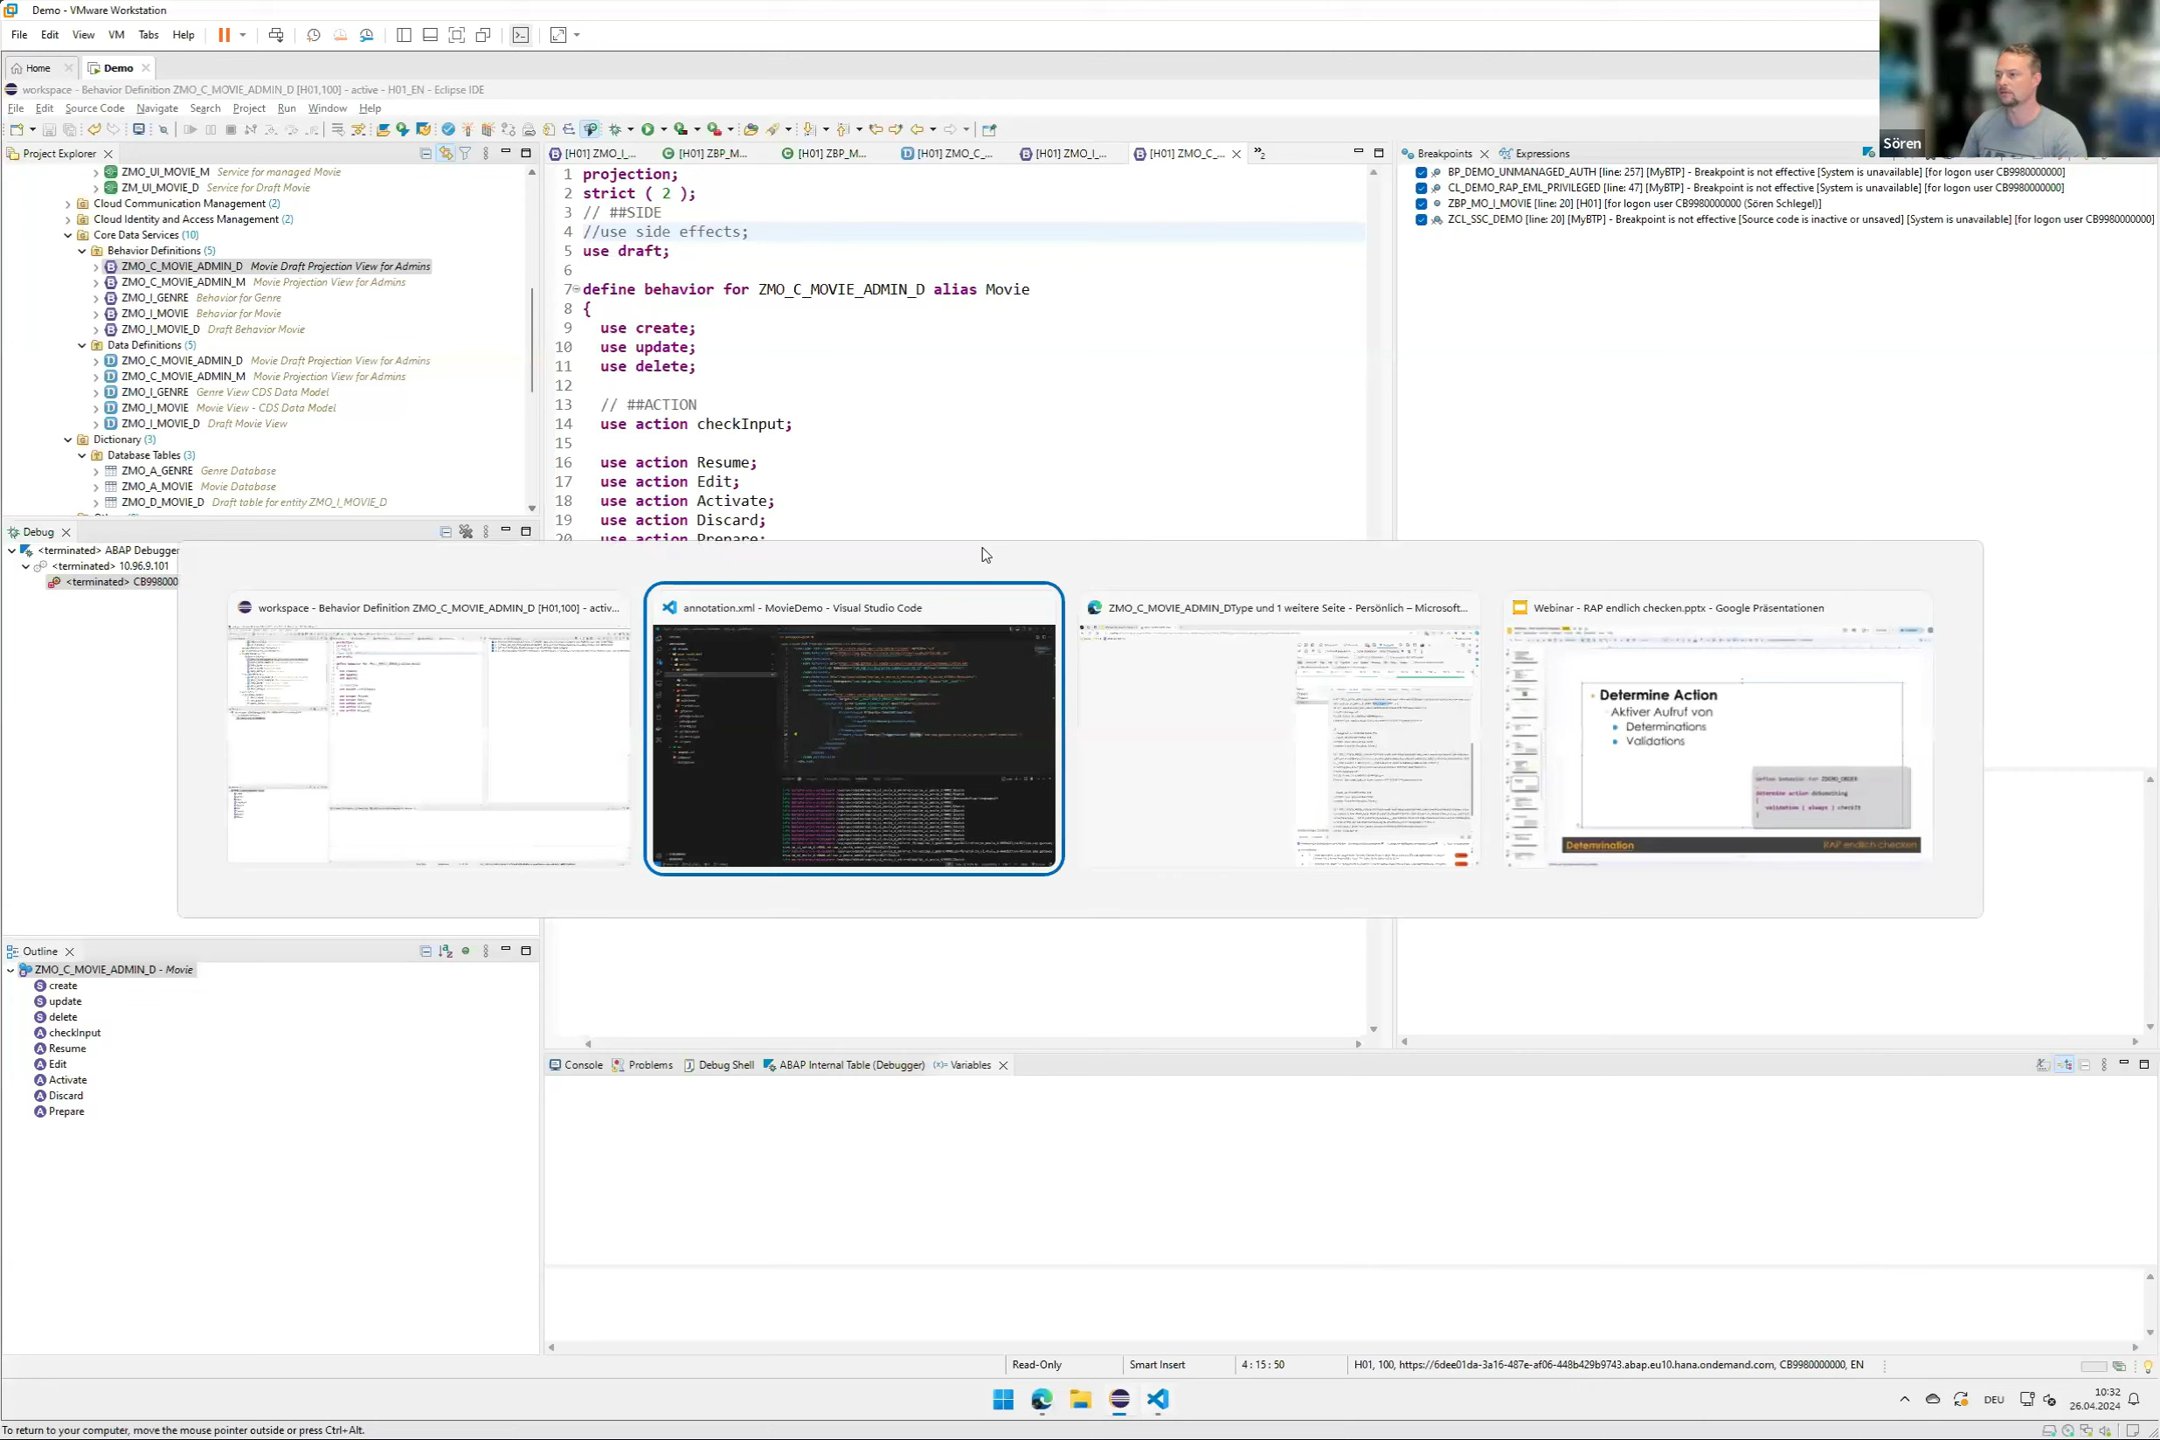 Demo - VMware Workstation
File Edit View VM Tabs Help
Home Demo
workspace - Behavior Definition ZMO_C_MOVIE_ADMIN_D [H01,100] - active - H01_EN - Eclipse IDE
File Edit Source Code Navigate Search Project Run Window Help
Sören
Project Explorer
ZMO_UI_MOVIE_M Service for managed Movie
ZM_UI_MOVIE_D Service for Draft Movie
Cloud Communication Management (2)
Cloud Identity and Access Management (2)
Core Data Services (10)
Behavior Definitions (5)
ZMO_C_MOVIE_ADMIN_D Movie Draft Projection View for Admins
ZMO_C_MOVIE_ADMIN_M Movie Projection View for Admins
ZMO_I_GENRE Behavior for Genre
ZMO_I_MOVIE Behavior for Movie
ZMO_I_MOVIE_D Draft Behavior Movie
Data Definitions (5)
ZMO_C_MOVIE_ADMIN_D Movie Draft Projection View for Admins
ZMO_C_MOVIE_ADMIN_M Movie Projection View for Admins
ZMO_I_GENRE Genre View CDS Data Model
ZMO_I_MOVIE Movie View - CDS Data Model
ZMO_I_MOVIE_D Draft Movie View
Dictionary (3)
Database Tables (3)
ZMO_A_GENRE Genre Database
ZMO_A_MOVIE Movie Database
ZMO_D_MOVIE_D Draft table for entity ZMO_I_MOVIE_D
[H01] ZMO_I_... [H01] ZBP_M... [H01] ZBP_M... [H01] ZMO_C_... [H01] ZMO_I_... [H01] ZMO_C_... 2
1 projection;
2 strict ( 2 );
3 // ##SIDE
4 //use side effects;
5 use draft;
6
7 define behavior for ZMO_C_MOVIE_ADMIN_D alias Movie
8 {
9 use create;
10 use update;
11 use delete;
12
13 // ##ACTION
14 use action checkInput;
15
16 use action Resume;
17 use action Edit;
18 use action Activate;
19 use action Discard;
20 use action Prepare;
Breakpoints Expressions
BP_DEMO_UNMANAGED_AUTH [line: 257] [MyBTP] - Breakpoint is not effective [System is unavailable] [for logon user CB9980000000]
CL_DEMO_RAP_EML_PRIVILEGED [line: 47] [MyBTP] - Breakpoint is not effective [System is unavailable] [for logon user CB9980000000]
ZBP_MO_I_MOVIE [line: 20] [H01] [for logon user CB9980000000 (Sören Schlegel)]
ZCL_SSC_DEMO [line: 20] [MyBTP] - Breakpoint is not effective [Source code is inactive or unsaved] [System is unavailable] [for logon user CB9980000000]
Debug
<terminated> ABAP Debugger
<terminated> 10.96.9.101
<terminated> CB998000
workspace - Behavior Definition ZMO_C_MOVIE_ADMIN_D [H01,100] - activ...
annotation.xml - MovieDemo - Visual Studio Code
ZMO_C_MOVIE_ADMIN_DType und 1 weitere Seite - Persönlich – Microsoft...
Webinar - RAP endlich checken.pptx - Google Präsentationen
Determine Action
Aktiver Aufruf von
Determinations
Validations
Determination RAP endlich checken
Outline
ZMO_C_MOVIE_ADMIN_D - Movie
create
update
delete
checkInput
Resume
Edit
Activate
Discard
Prepare
Console Problems Debug Shell ABAP Internal Table (Debugger) (x)= Variables
Read-Only Smart Insert 4 : 15 : 50 H01, 100, https://6dee01da-3a16-487e-af06-448b429b9743.abap.eu10.hana.ondemand.com, CB9980000000, EN
DEU 10:32
26.04.2024
To return to your computer, move the mouse pointer outside or press Ctrl+Alt.